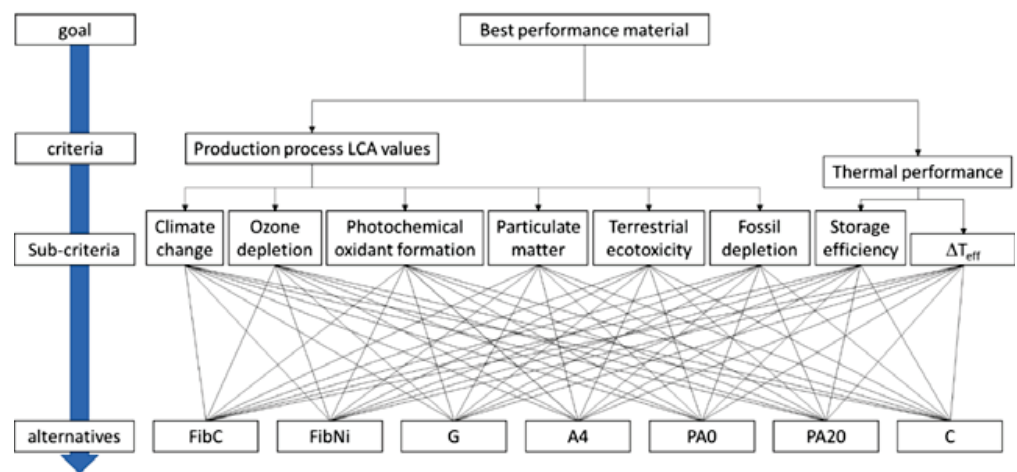 goal
Best performance material
criteria
Production process LCA values
Thermal performance
Sub-criteria
Climate
change
Ozone
depletion
Photochemical
oxidant formation
Particulate
matter
Terrestrial
ecotoxicity
Fossil
depletion
Storage
efficiency
ΔTeff
alternatives
FibC
FibNi
G
A4
PA0
PA20
C